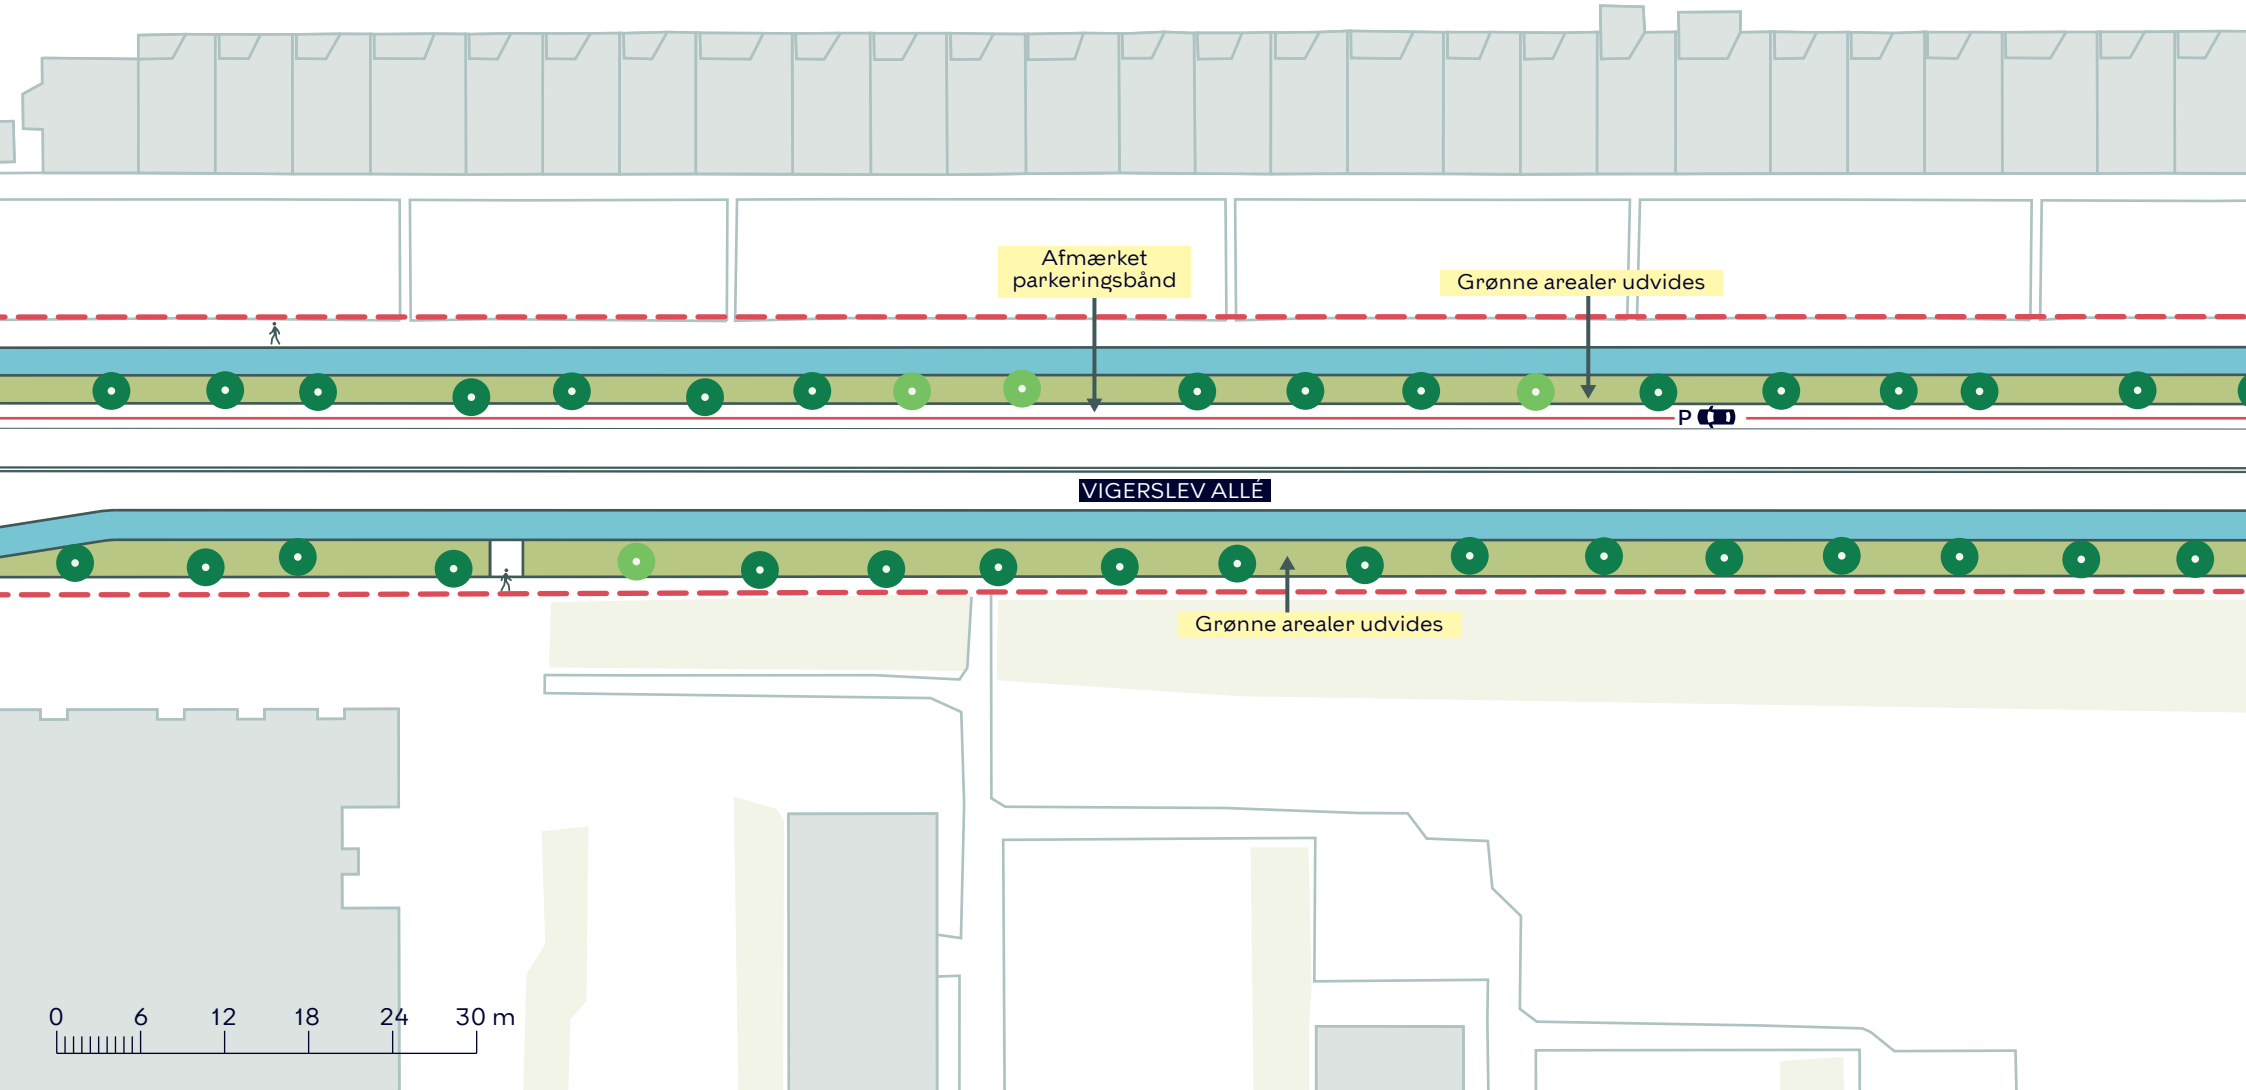 Afmærket
parkeringsbånd
Grønne arealer udvides
P
VIGERSLEV ALLÉ
Grønne arealer udvides
0 6 12 18 24 30 m